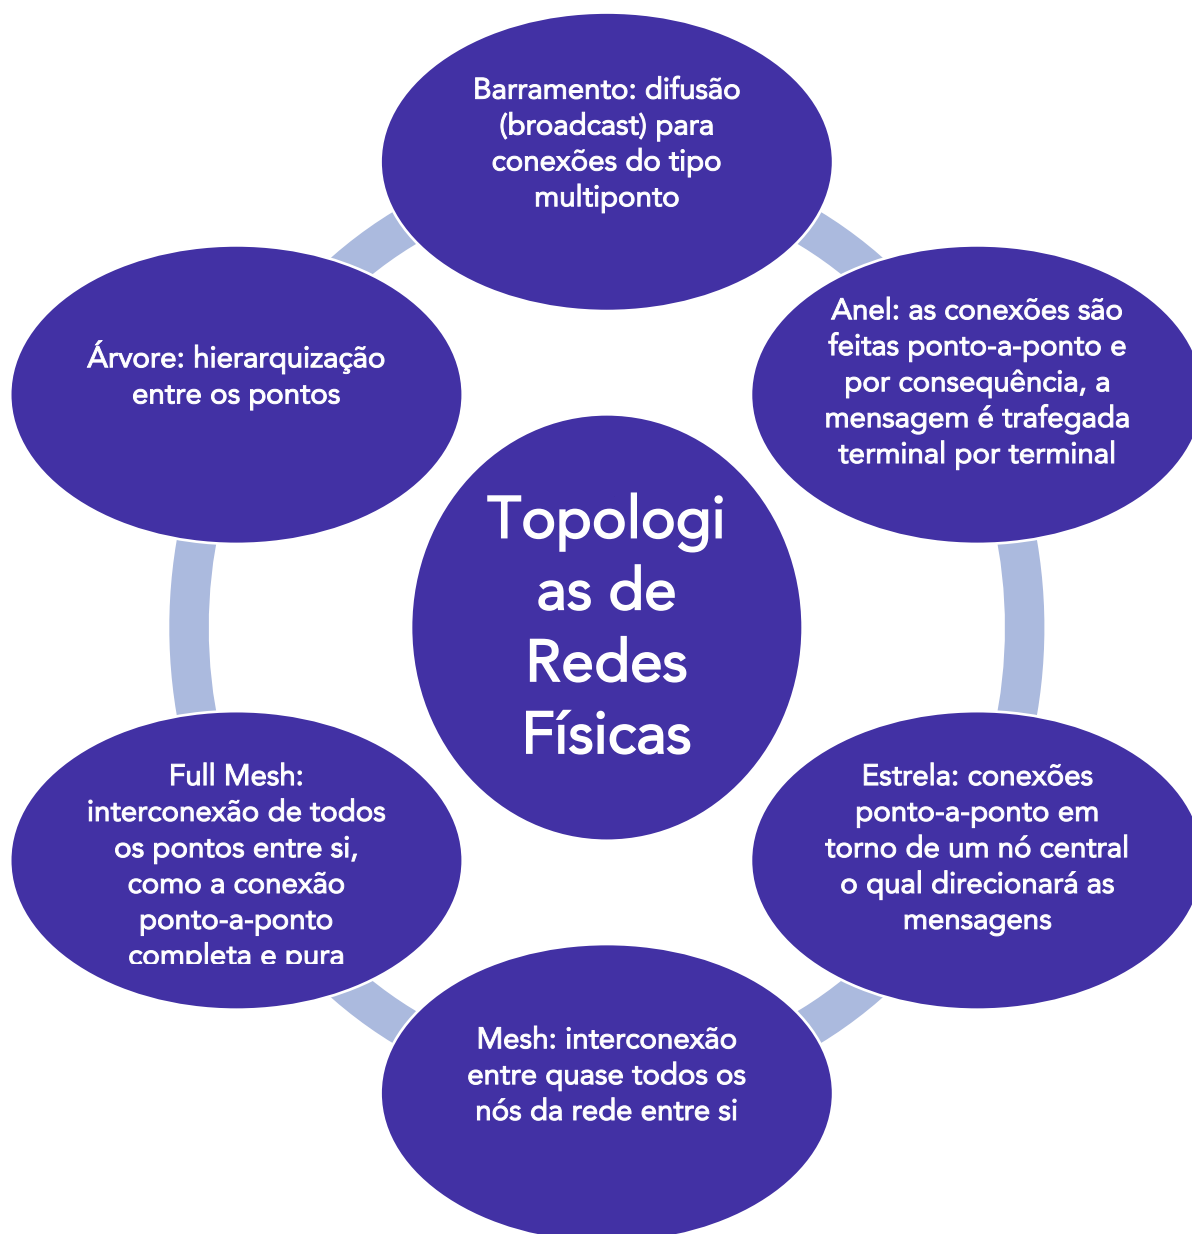 Barramento: difusão
(broadcast) para
conexões do tipo
multiponto
Anel: as conexões são
feitas ponto-a-ponto e
por consequência, a
mensagem é trafegada
terminal por terminal
Estrela: conexões
ponto-a-ponto em
torno de um nó central
o qual direcionará as
mensagens
Mesh: interconexão
entre quase todos os
nós da rede entre si
Full Mesh:
interconexão de todos
os pontos entre si,
como a conexão
ponto-a-ponto
completa e pura
Árvore: hierarquização
entre os pontos
Topologi
as de
Redes
Físicas